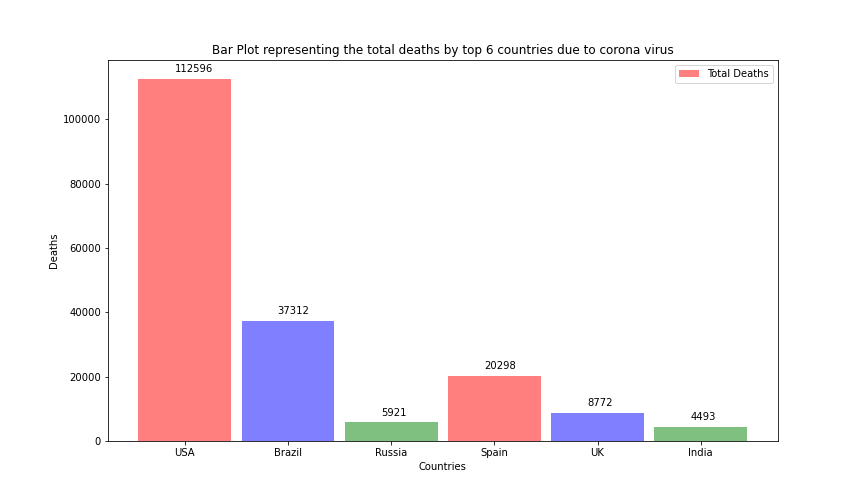 Bar Plot representing the total deaths by top 6 countries due to corona virus
Total Deaths
112596
37312
5921
20298
8772
4493
100000
80000
60000
40000
20000
0
Deaths
USA Brazil Russia Spain UK India
Countries